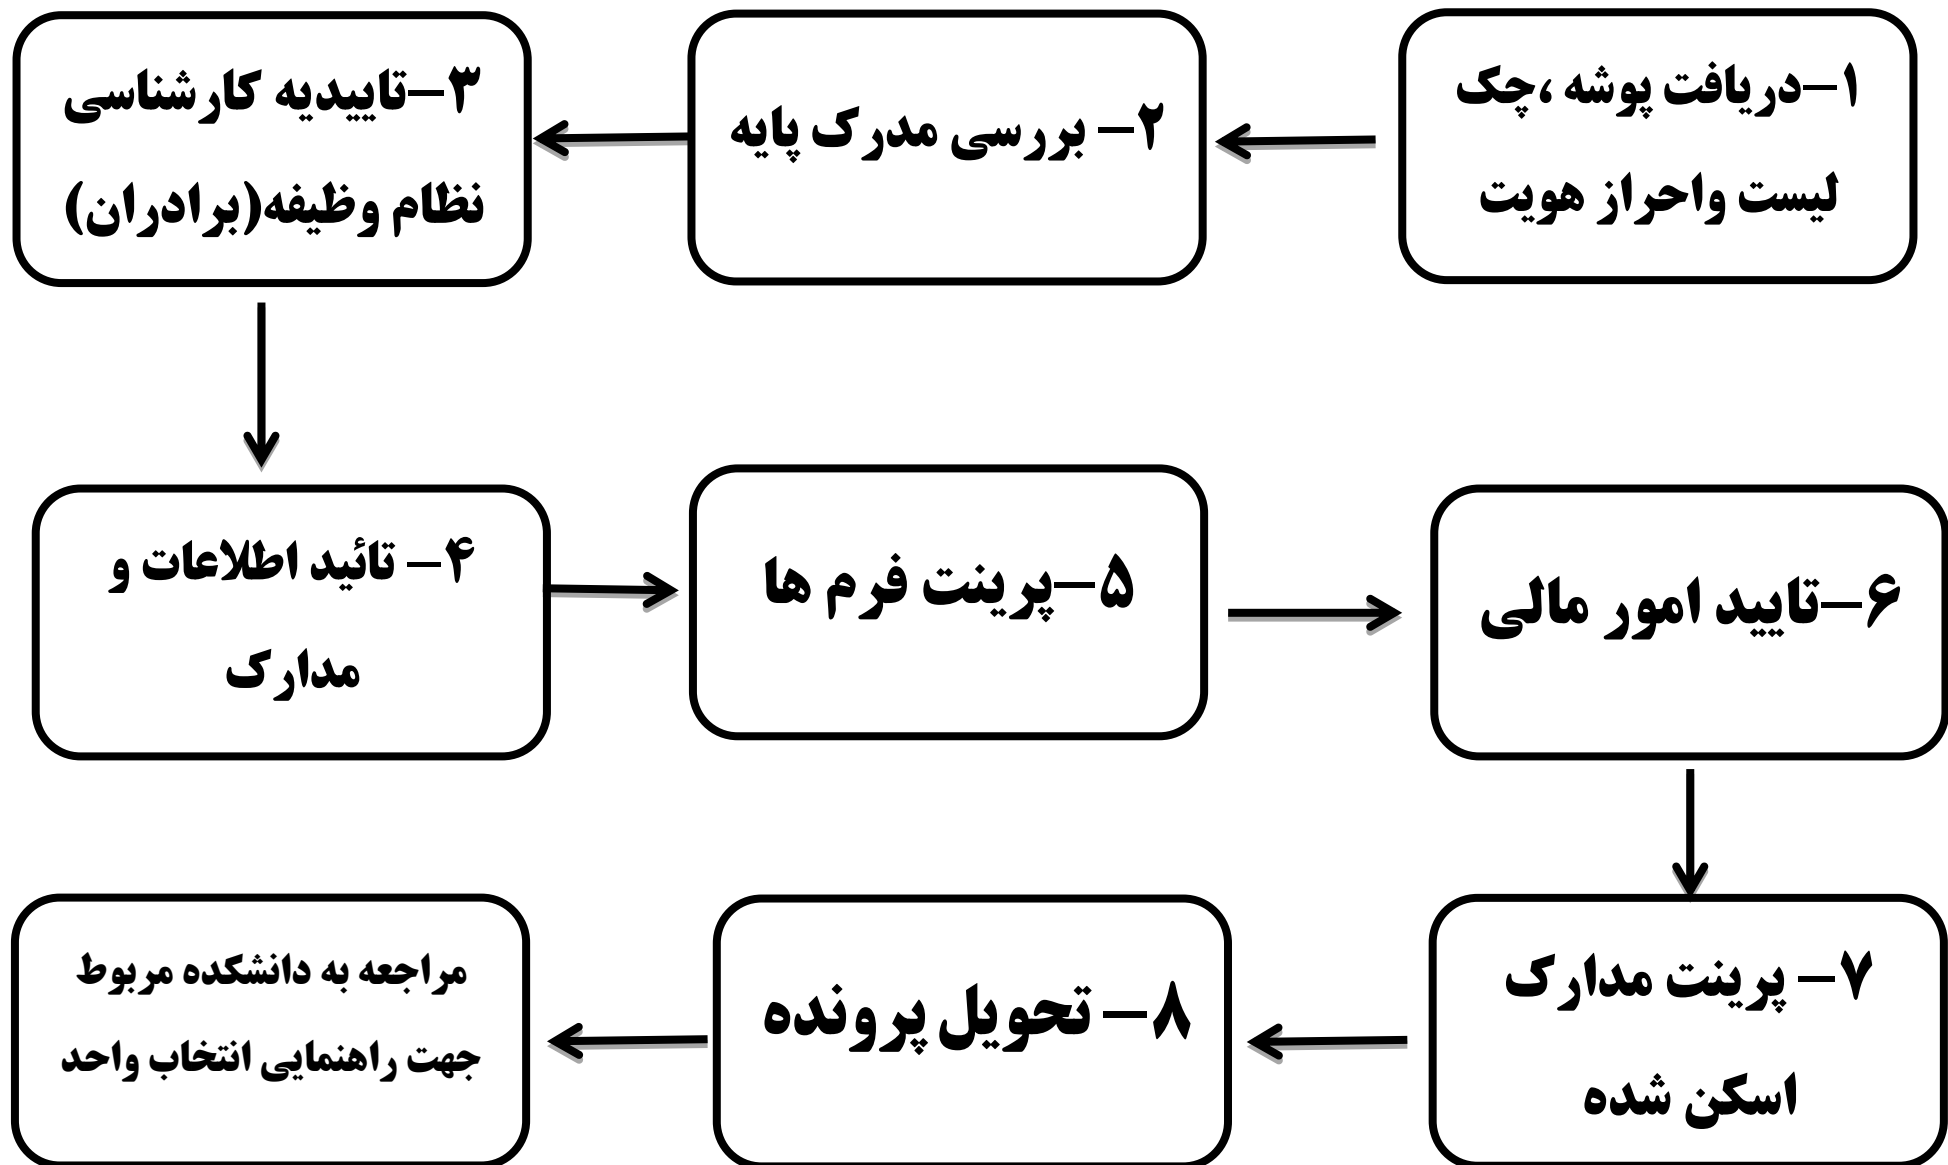 ۱-دریافت پوشه ،چک
لیست واحراز هویت
۲- بررسی مدرک پایه
۳-تاییدیه کارشناسی
نظام وظیفه(برادران)
۴- تائید اطلاعات و
مدارک
۵-پرینت فرم ها
۶-تایید امور مالی
۷- پرینت مدارک
اسکن شده
۸- تحویل پرونده
مراجعه به دانشکده مربوط
جهت راهنمایی انتخاب واحد